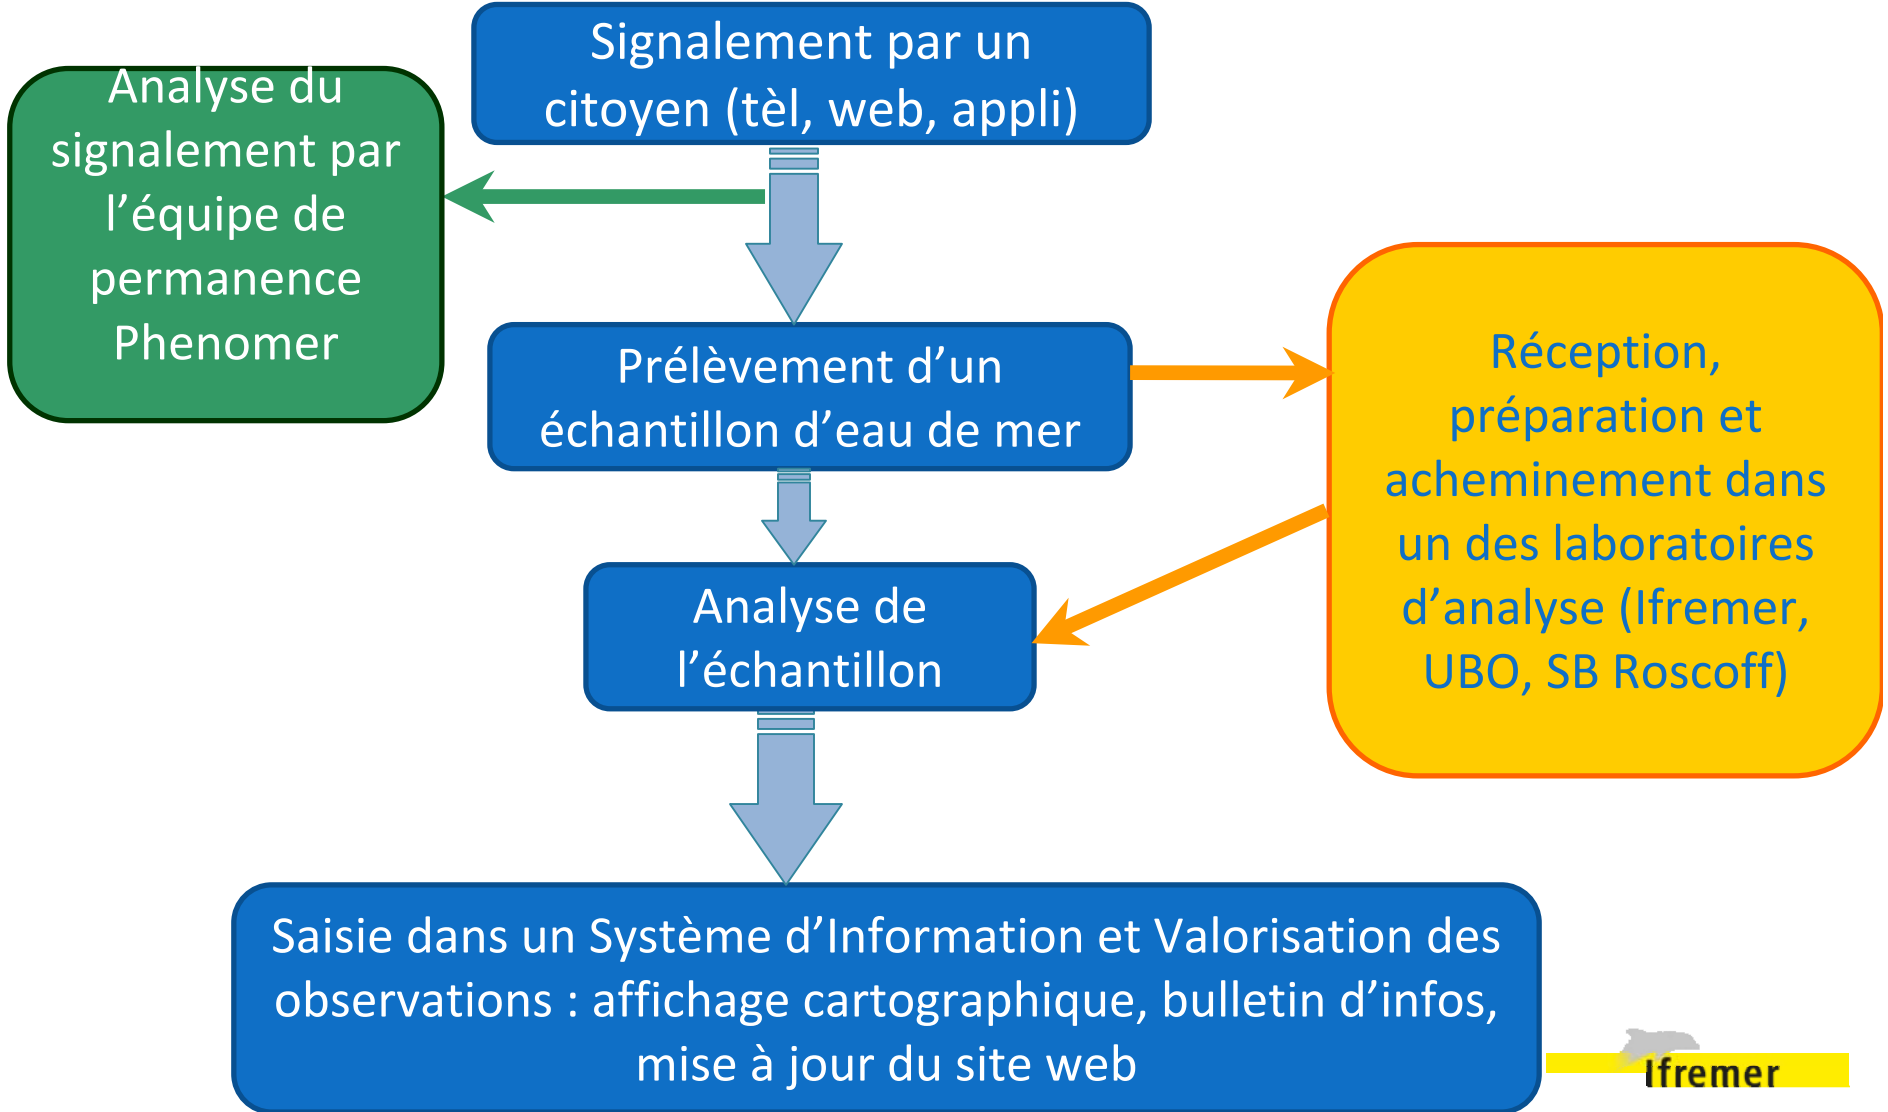 Signalement par un
citoyen (tèl, web, appli)
Analyse du
signalement par
l’équipe de
permanence
Phenomer
Prélèvement d’un
échantillon d’eau de mer
Réception,
préparation et
acheminement dans
un des laboratoires
d’analyse (Ifremer,
UBO, SB Roscoff)
Analyse de
l’échantillon
Saisie dans un Système d’Information et Valorisation des
observations : affichage cartographique, bulletin d’infos,
mise à jour du site web
Ifremer